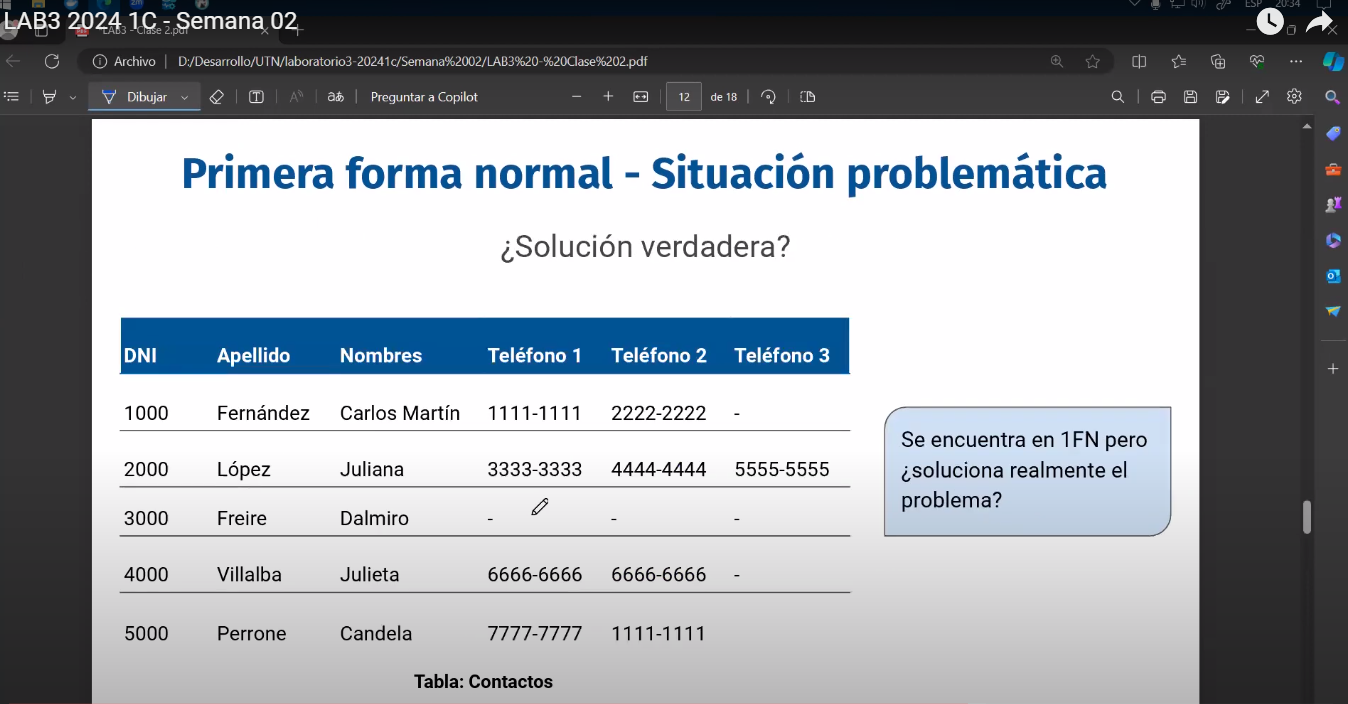 LAB3 2024 1C - Semana 02
LAB3 - Clase 2.pdf
ESP 20:34
Archivo D:/Desarrollo/UTN/laboratorio3-20241c/Semana%2002/LAB3%20-%20Clase%202.pdf
Dibujar Preguntar a Copilot 12 de 18
Primera forma normal - Situación problemática
¿Solución verdadera?
DNI Apellido Nombres Teléfono 1 Teléfono 2 Teléfono 3
1000 Fernández Carlos Martín 1111-1111 2222-2222 -
2000 López Juliana 3333-3333 4444-4444 5555-5555
3000 Freire Dalmiro - - -
4000 Villalba Julieta 6666-6666 6666-6666 -
5000 Perrone Candela 7777-7777 1111-1111
Tabla: Contactos
Se encuentra en 1FN pero
¿soluciona realmente el
problema?